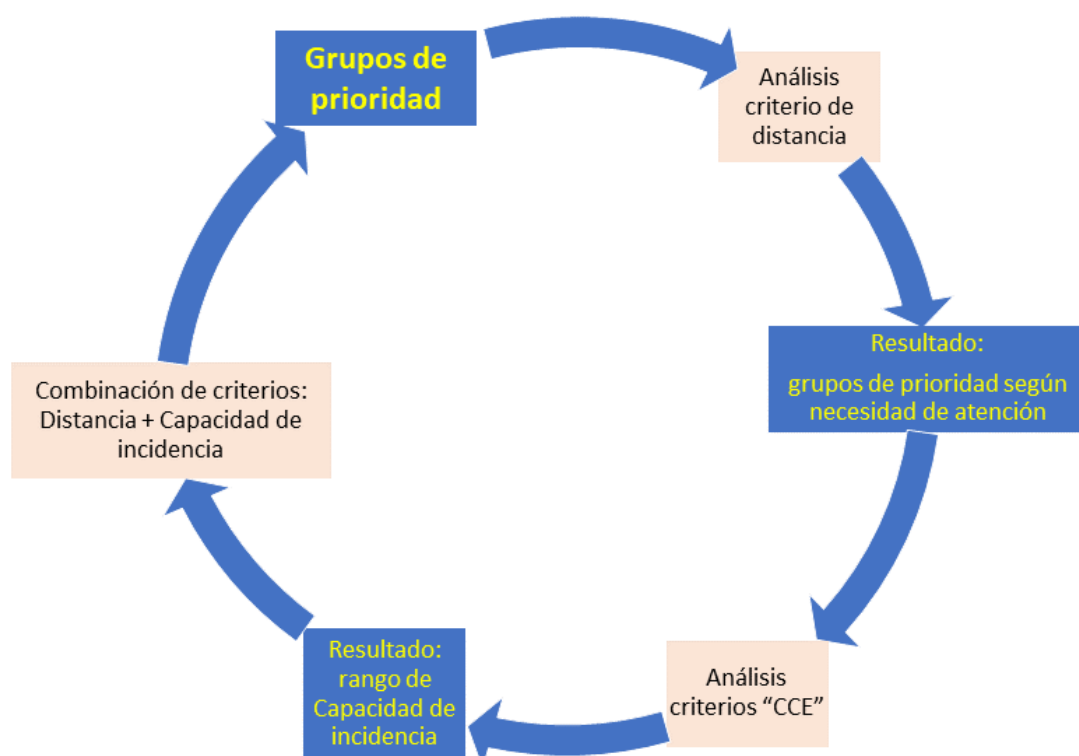 Grupos de
prioridad
Análisis
criterio de
distancia
Resultado:
grupos de prioridad según
necesidad de atención
Análisis
criterios “CCE”
Resultado:
rango de
Capacidad de
incidencia
Combinación de criterios:
Distancia + Capacidad de
incidencia